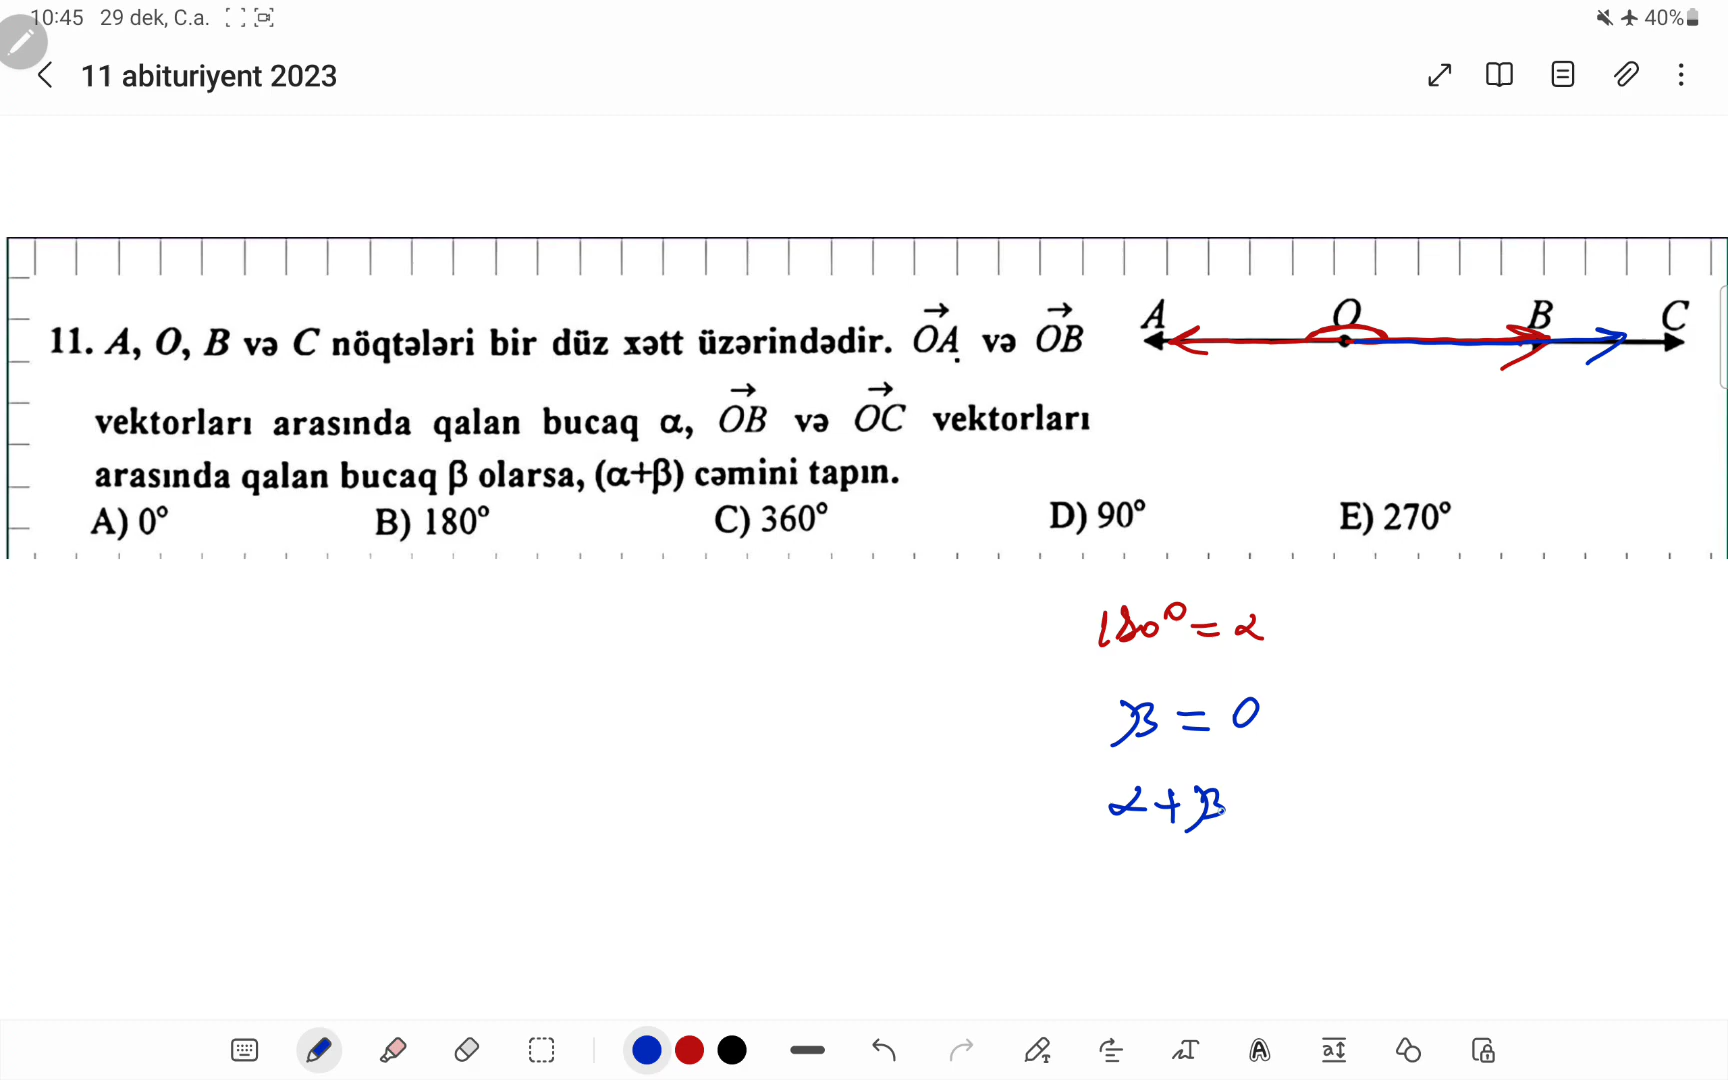 10:45 29 dek, C.a. 40%
11 abituriyent 2023
A O B C
11. A, O, B və C nöqtələri bir düz xətt üzərindədir. OA və OB
vektorları arasında qalan bucaq α, OB və OC vektorları
arasında qalan bucaq β olarsa, (α+β) cəmini tapın.
A) 0° B) 180° C) 360° D) 90° E) 270°
180° = α
β = 0
α + β